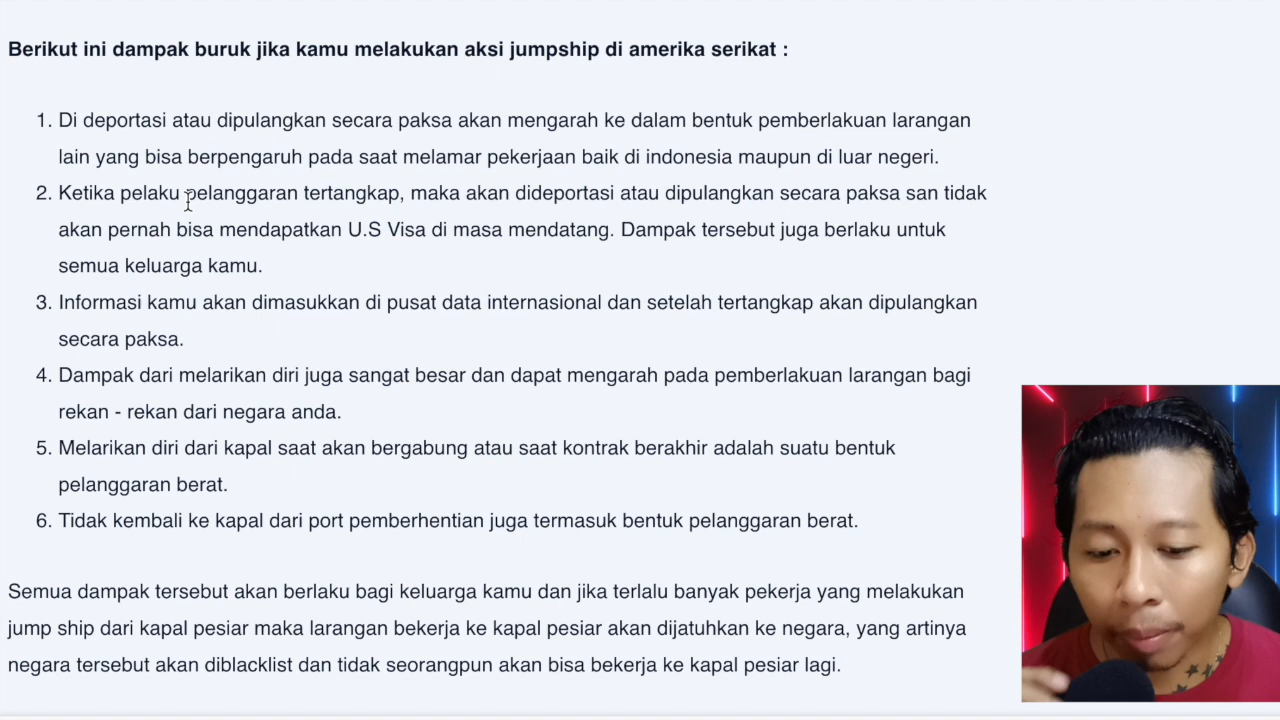 Berikut ini dampak buruk jika kamu melakukan aksi jumpship di amerika serikat :
1. Di deportasi atau dipulangkan secara paksa akan mengarah ke dalam bentuk pemberlakuan larangan
lain yang bisa berpengaruh pada saat melamar pekerjaan baik di indonesia maupun di luar negeri.
2. Ketika pelaku pelanggaran tertangkap, maka akan dideportasi atau dipulangkan secara paksa san tidak
akan pernah bisa mendapatkan U.S Visa di masa mendatang. Dampak tersebut juga berlaku untuk
semua keluarga kamu.
3. Informasi kamu akan dimasukkan di pusat data internasional dan setelah tertangkap akan dipulangkan
secara paksa.
4. Dampak dari melarikan diri juga sangat besar dan dapat mengarah pada pemberlakuan larangan bagi
rekan - rekan dari negara anda.
5. Melarikan diri dari kapal saat akan bergabung atau saat kontrak berakhir adalah suatu bentuk
pelanggaran berat.
6. Tidak kembali ke kapal dari port pemberhentian juga termasuk bentuk pelanggaran berat.
Semua dampak tersebut akan berlaku bagi keluarga kamu dan jika terlalu banyak pekerja yang melakukan
jump ship dari kapal pesiar maka larangan bekerja ke kapal pesiar akan dijatuhkan ke negara, yang artinya
negara tersebut akan diblacklist dan tidak seorangpun akan bisa bekerja ke kapal pesiar lagi.